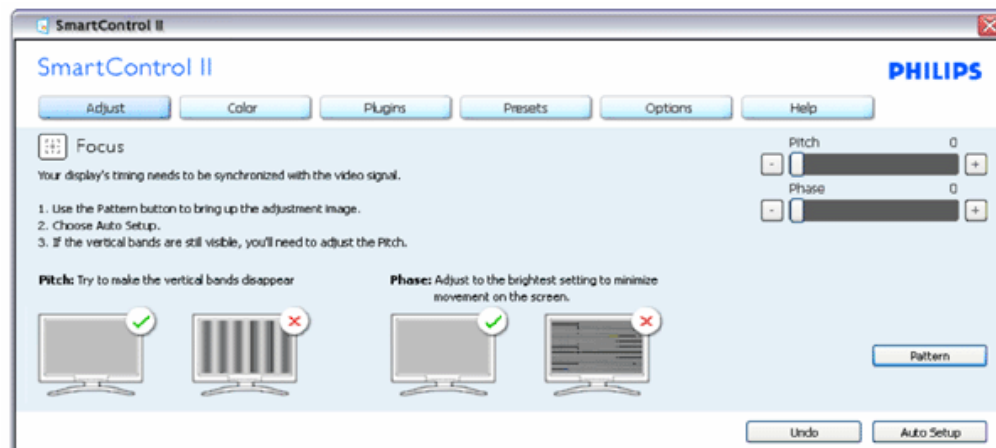 SmartControl II
SmartControl II
PHILIPS
Adjust Color Plugins Presets Options Help
Focus
Your display's timing needs to be synchronized with the video signal.
1. Use the Pattern button to bring up the adjustment image.
2. Choose Auto Setup.
3. If the vertical bands are still visible, you'll need to adjust the Pitch.
Pitch 0
- +
Phase 0
- +
Pitch: Try to make the vertical bands disappear
Phase: Adjust to the brightest setting to minimize
movement on the screen.
Pattern
Undo Auto Setup